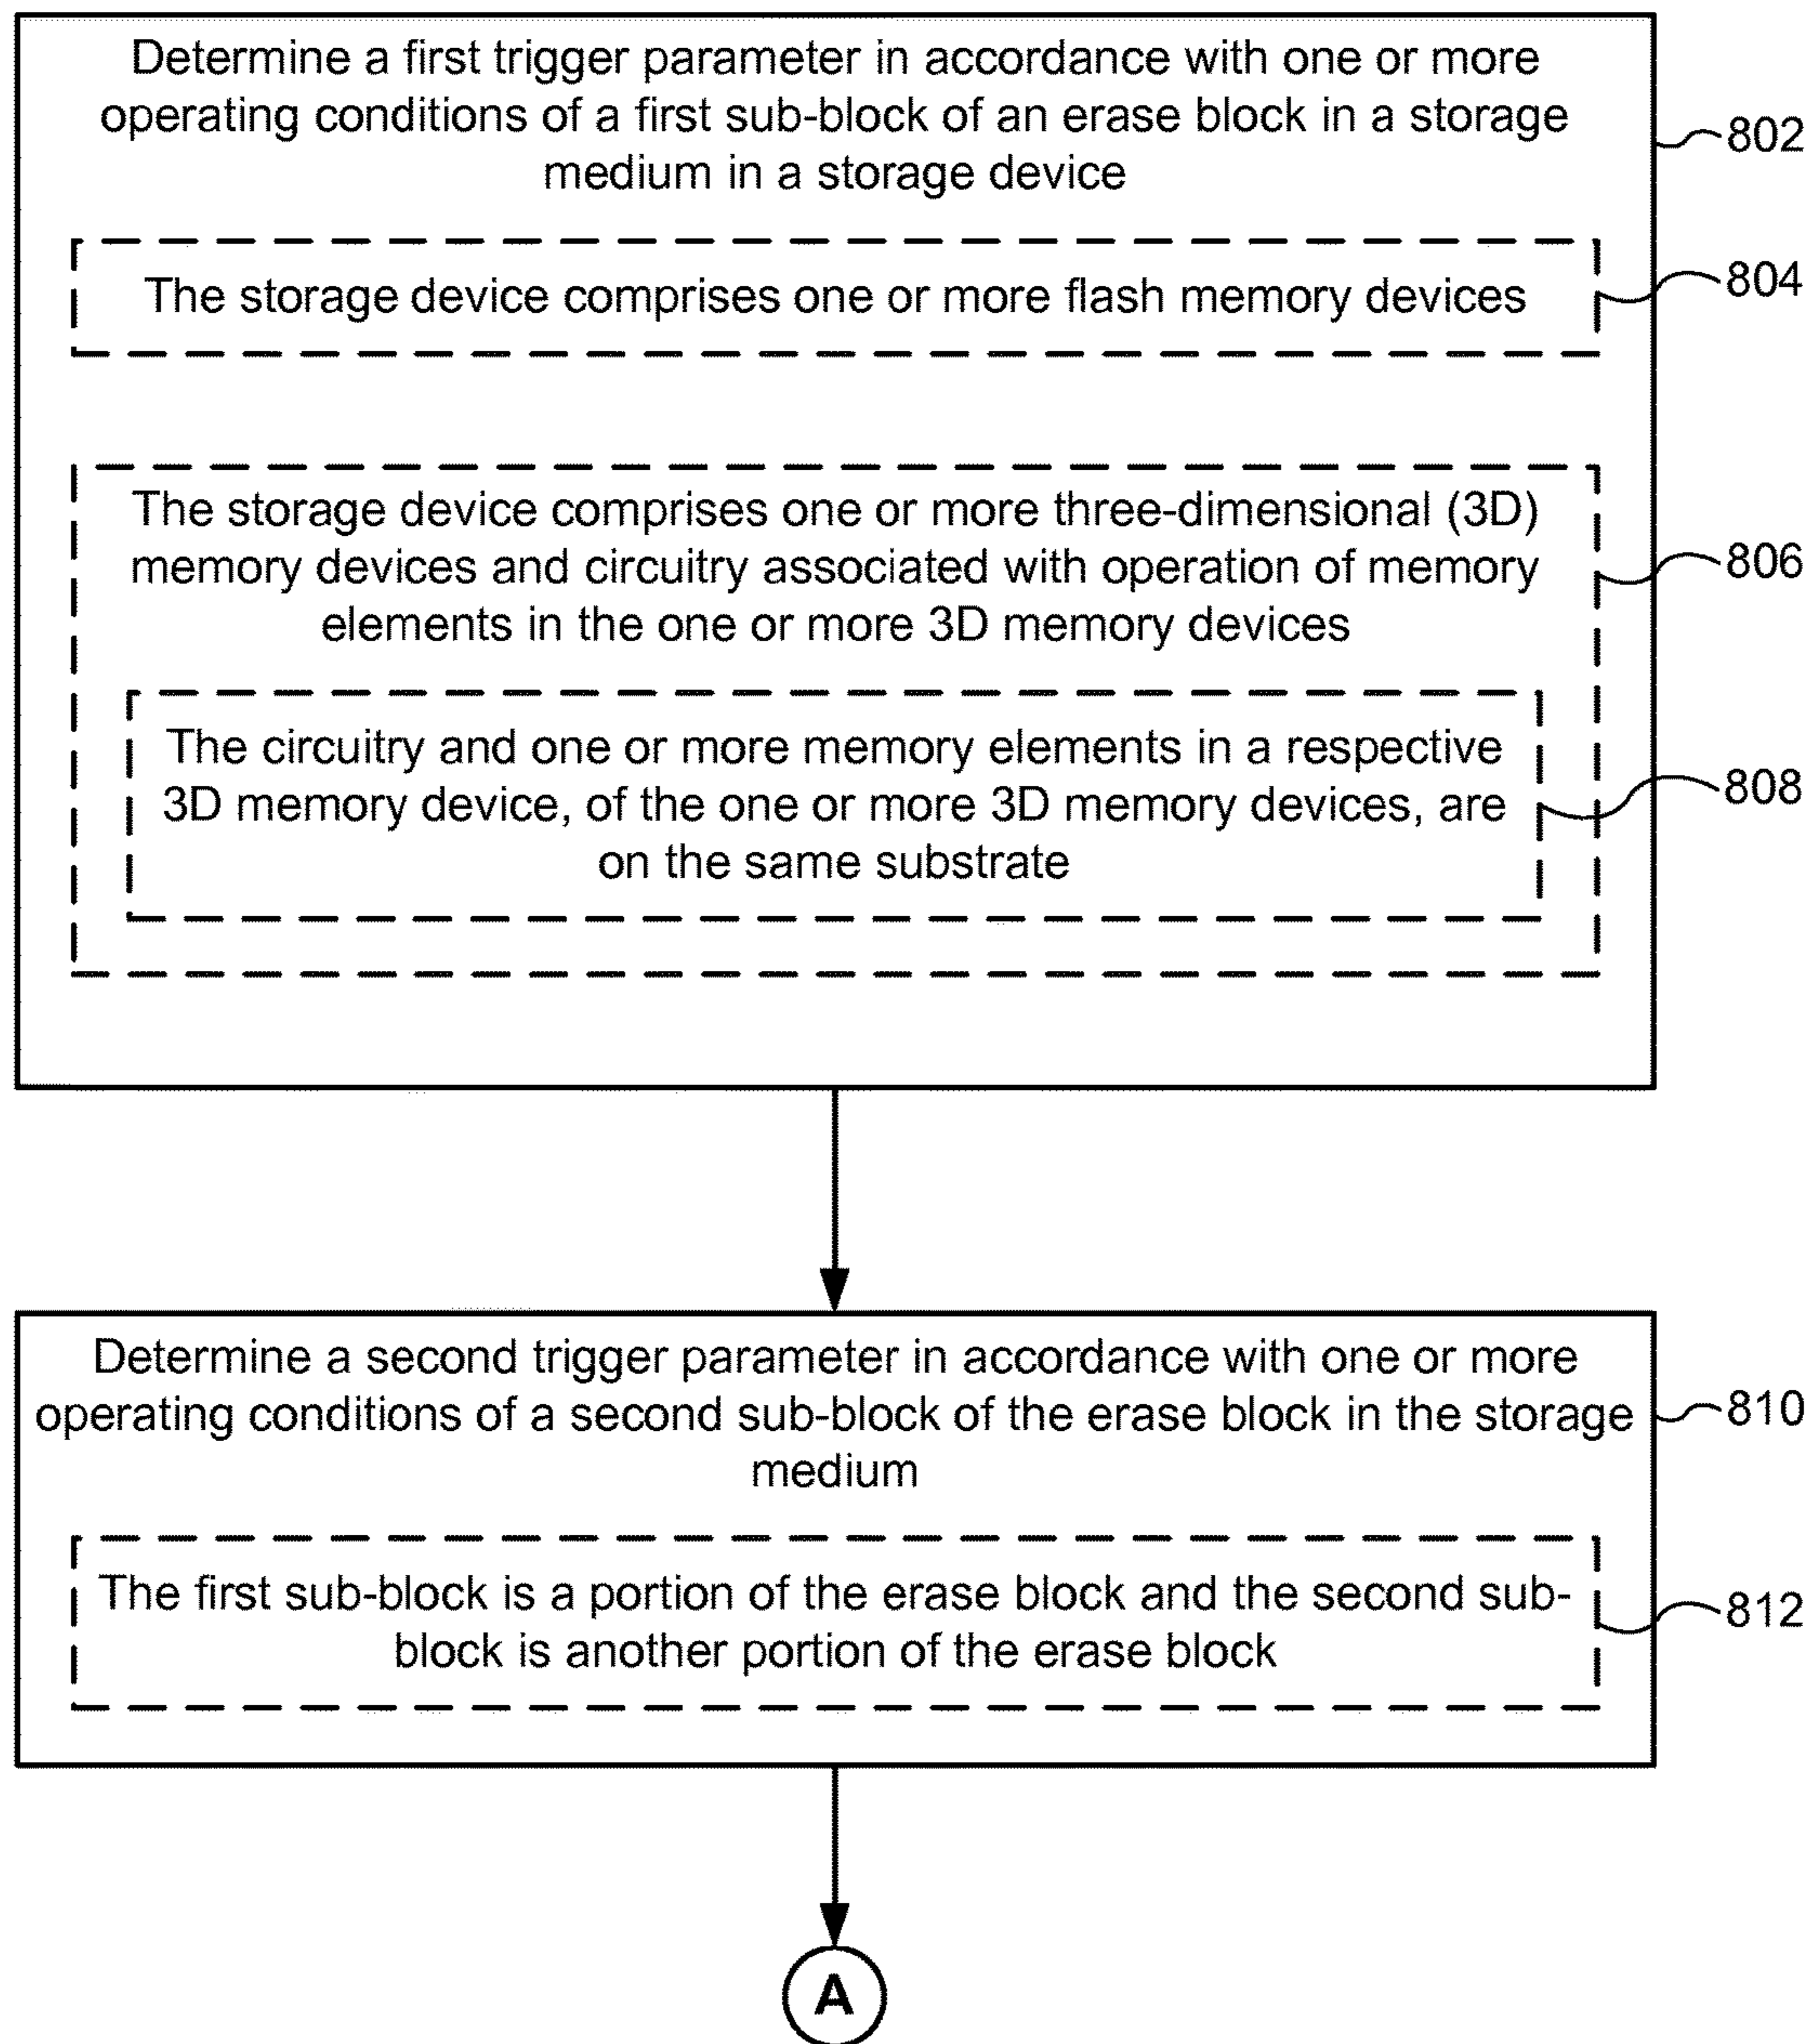 Determine a first trigger parameter in accordance with one or more
operating conditions of a first sub-block of an erase block in a storage
medium in a storage device
802
The storage device comprises one or more flash memory devices
804
The storage device comprises one or more three-dimensional (3D)
memory devices and circuitry associated with operation of memory
elements in the one or more 3D memory devices
806
The circuitry and one or more memory elements in a respective
3D memory device, of the one or more 3D memory devices, are
on the same substrate
808
Determine a second trigger parameter in accordance with one or more
operating conditions of a second sub-block of the erase block in the storage
medium
810
The first sub-block is a portion of the erase block and the second sub-
block is another portion of the erase block
812
A